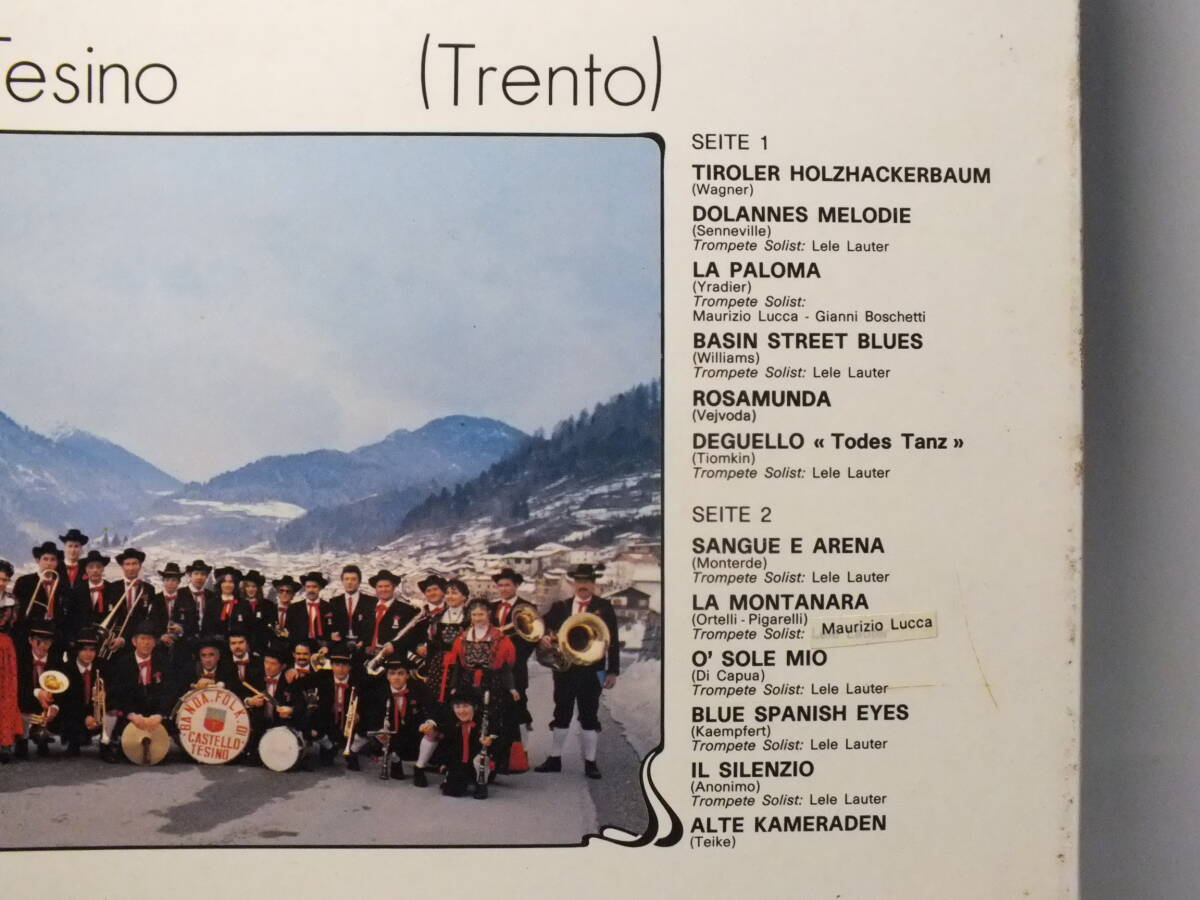 Tesino (Trento)
SEITE 1
TIROLER HOLZHACKERBAUM
(Wagner)
DOLANNES MELODIE
(Senneville)
Trompete Solist: Lele Lauter
LA PALOMA
(Yradier)
Trompete Solist:
Maurizio Lucca - Gianni Boschetti
BASIN STREET BLUES
(Williams)
Trompete Solist: Lele Lauter
ROSAMUNDA
(Vejvoda)
DEGUELLO « Todes Tanz »
(Tiomkin)
Trompete Solist: Lele Lauter
SEITE 2
SANGUE E ARENA
(Monterde)
Trompete Solist: Lele Lauter
LA MONTANARA
(Ortelli - Pigarelli)
Trompete Solist: Maurizio Lucca
O' SOLE MIO
(Di Capua)
Trompete Solist: Lele Lauter
BLUE SPANISH EYES
(Kaempfert)
Trompete Solist: Lele Lauter
IL SILENZIO
(Anonimo)
Trompete Solist: Lele Lauter
ALTE KAMERADEN
(Teike)
BANDA FOLK DI
CASTELLO
TESINO